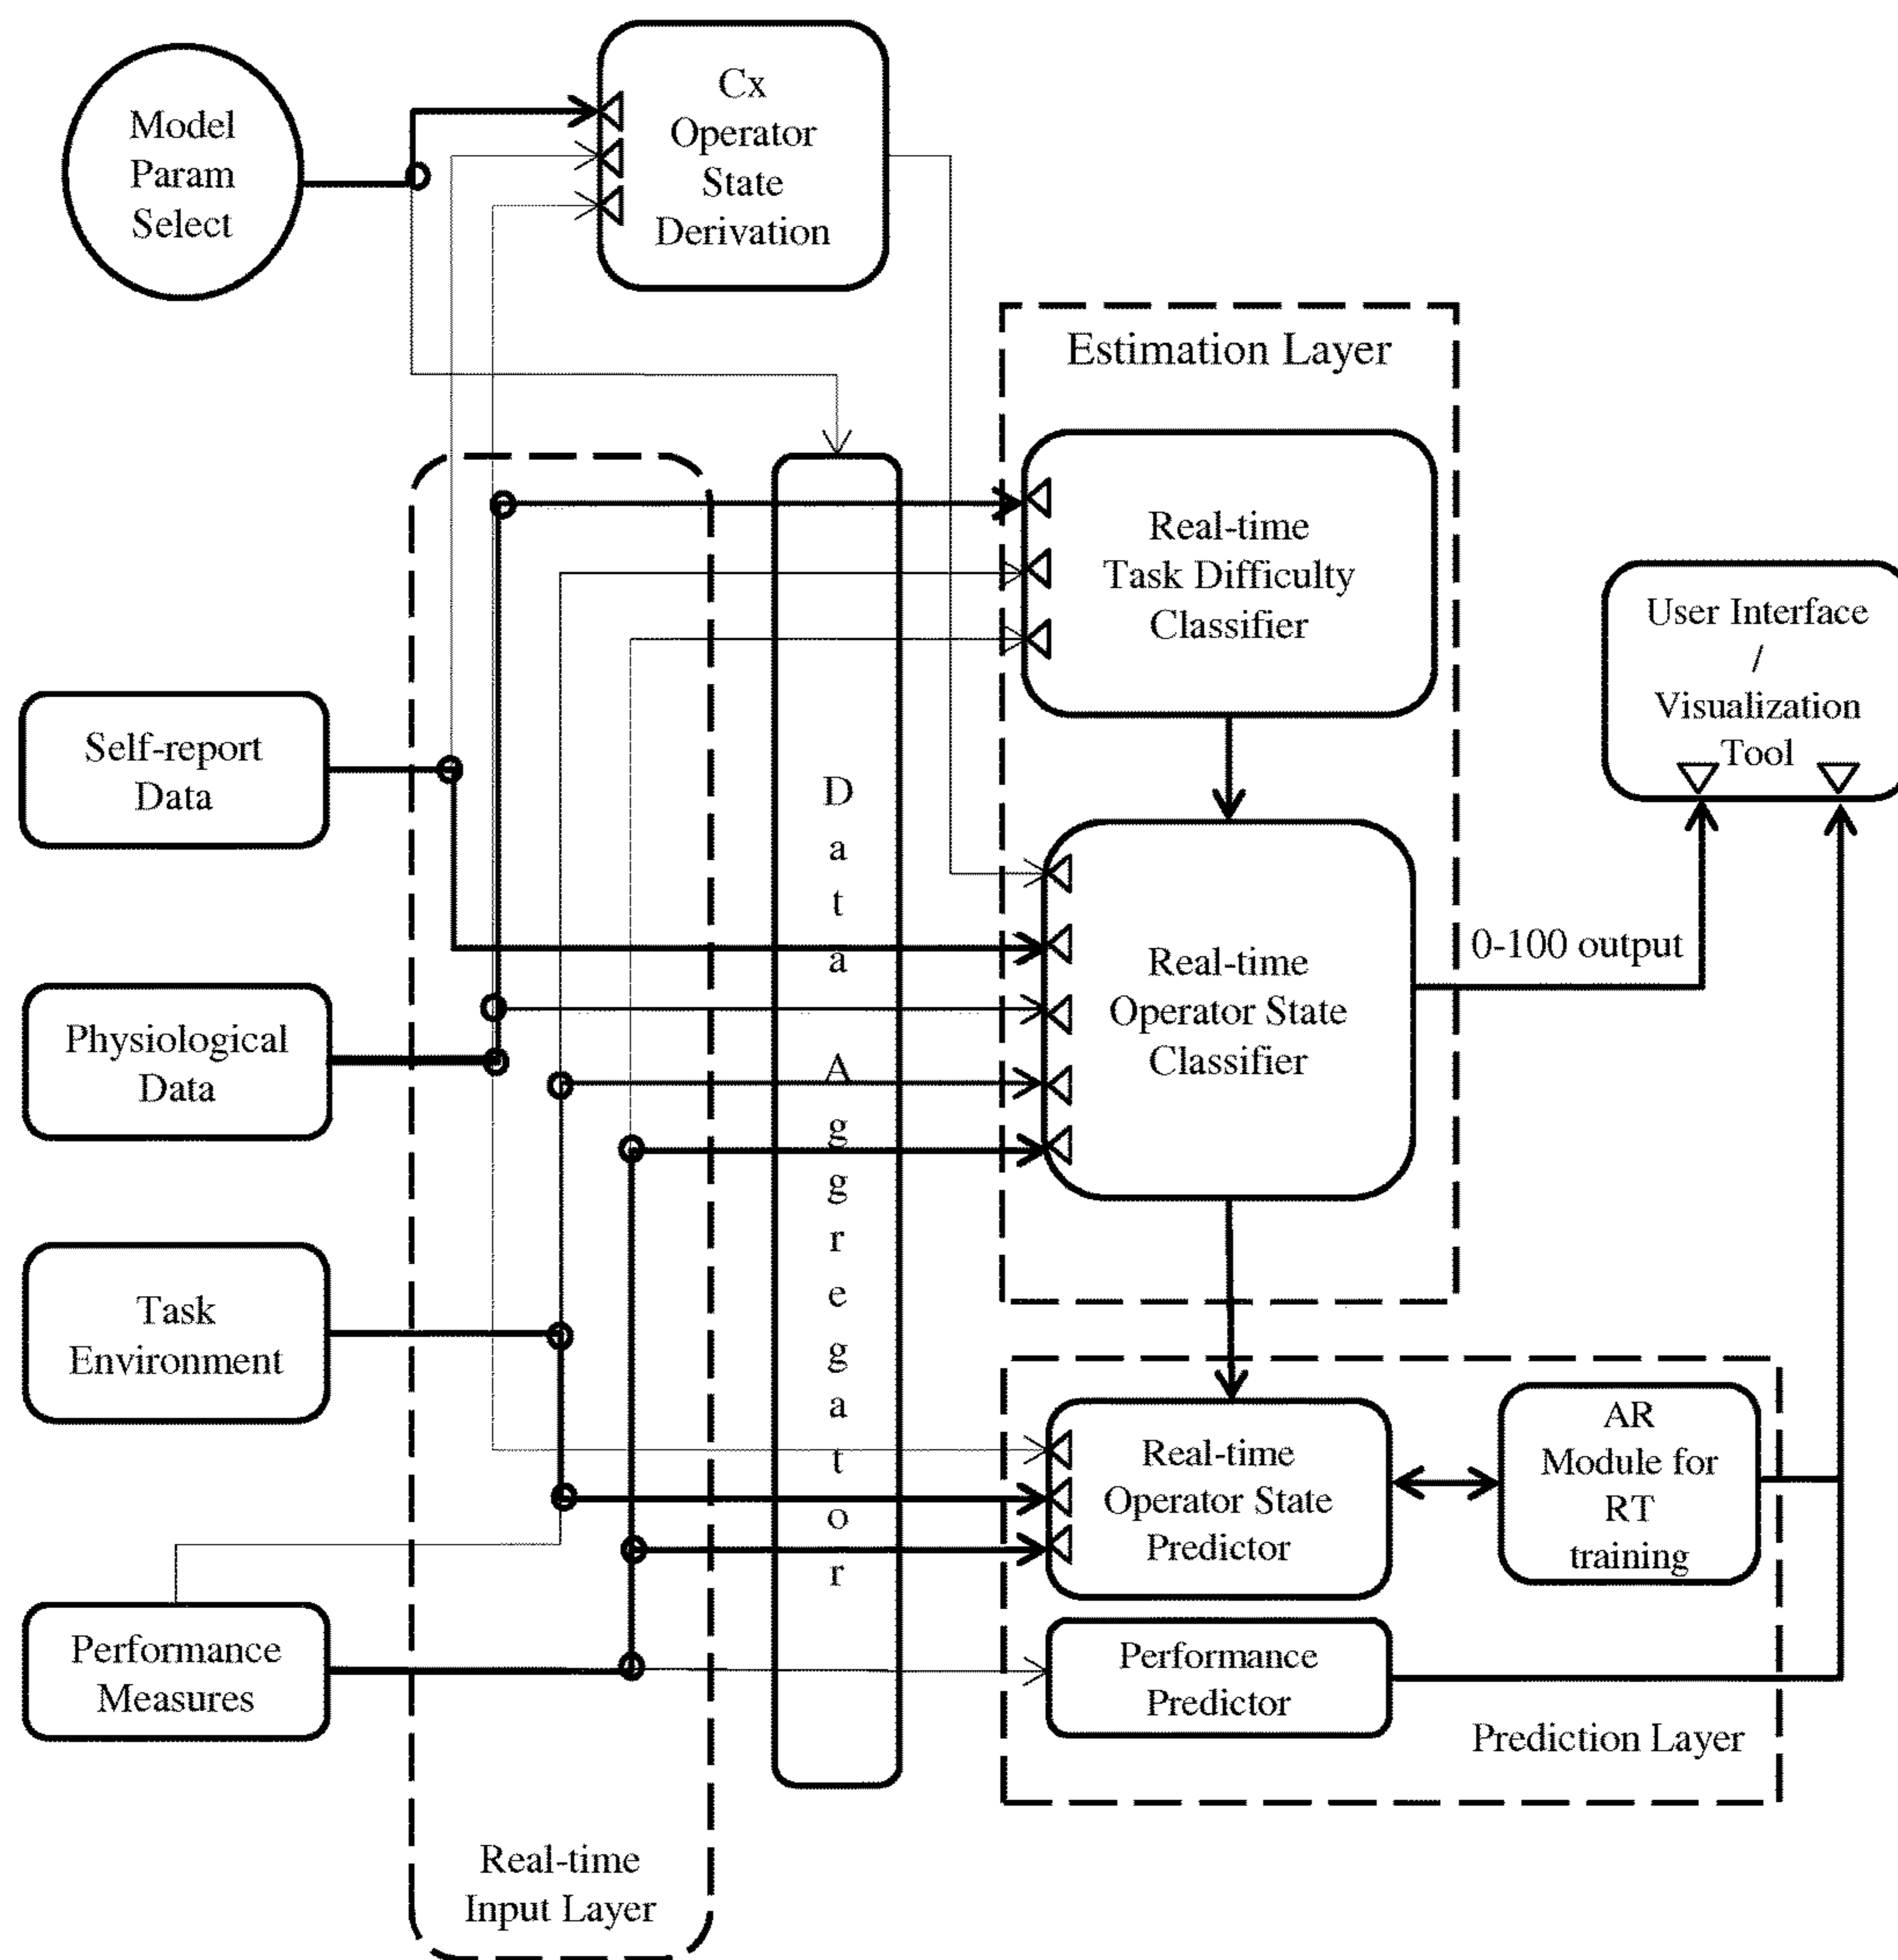 Model
Param
Select
Cx
Operator
State
Derivation
Estimation Layer
Real-time
Task Difficulty
Classifier
User Interface
/
Visualization
Tool
Self-report
Data
Data Aggregator
Real-time
Operator State
Classifier
0-100 output
Physiological
Data
Task
Environment
Real-time
Operator State
Predictor
AR
Module for
RT
training
Performance
Measures
Performance
Predictor
Prediction Layer
Real-time
Input Layer